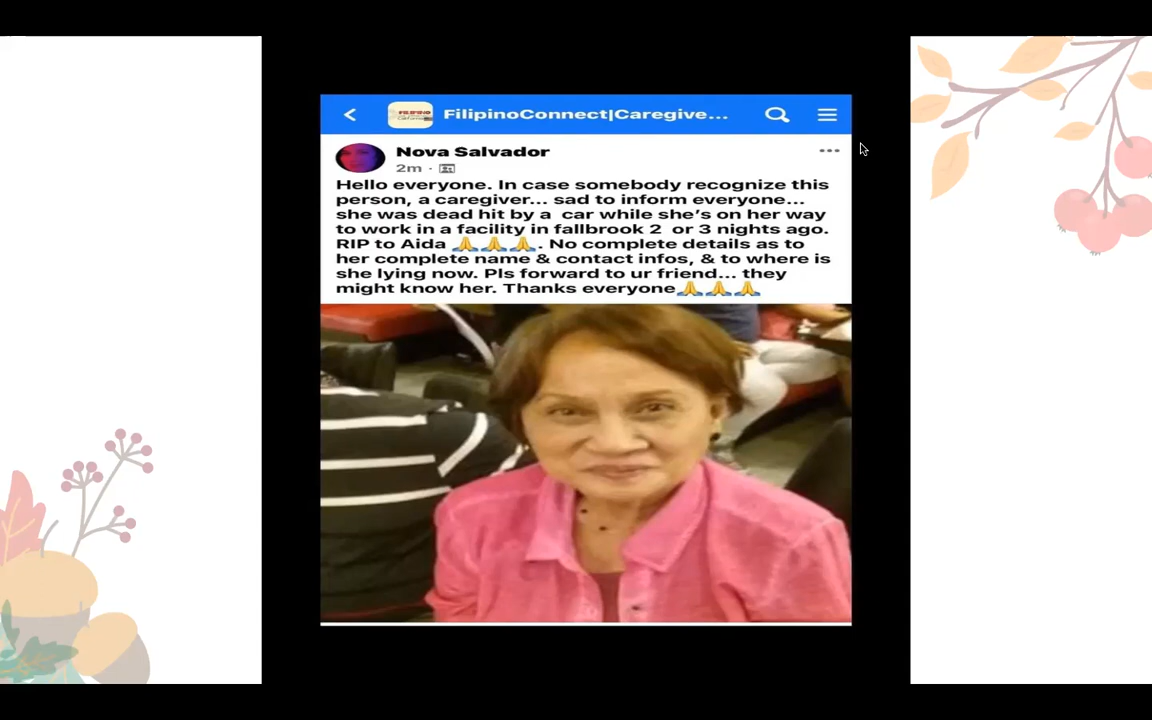 FilipinoConnect|Caregive...
Nova Salvador
2m ·
Hello everyone. In case somebody recognize this
person, a caregiver... sad to inform everyone...
she was dead hit by a car while she's on her way
to work in a facility in fallbrook 2 or 3 nights ago.
RIP to Aida 🙏🙏🙏. No complete details as to
her complete name & contact infos, & to where is
she lying now. Pls forward to ur friend... they
might know her. Thanks everyone🙏🙏🙏